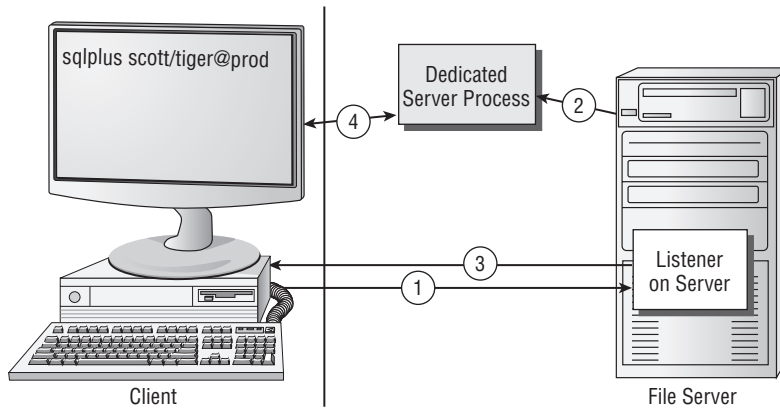 sqlplus scott/tiger@prod
Dedicated
Server Process
2
4
3
Listener
on Server
1
Client
File Server